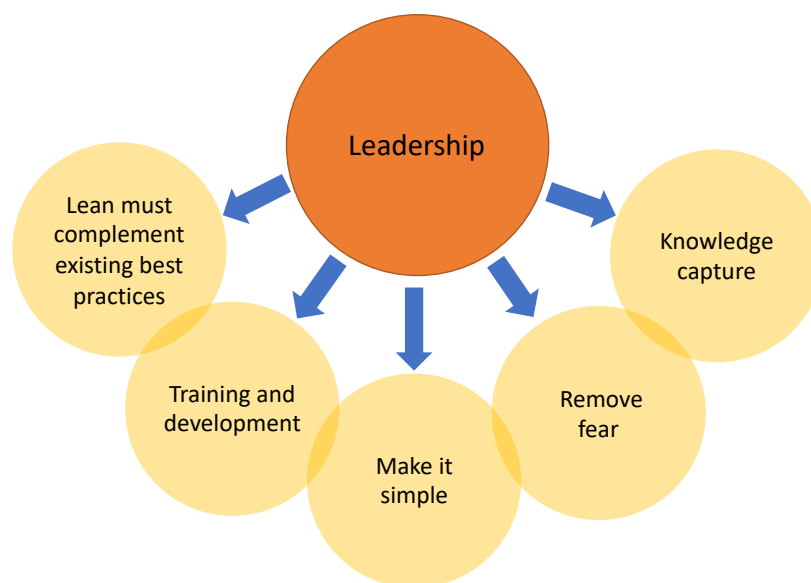 Leadership
Lean must
complement
existing best
practices
Training and
development
Make it
simple
Remove
fear
Knowledge
capture